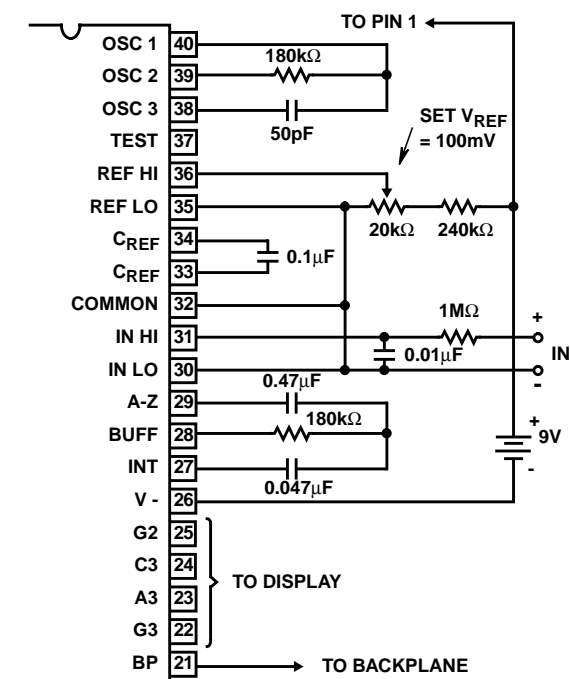 TO PIN 1
OSC 1 40
180kΩ
OSC 2 39
OSC 3 38
50pF
SET VREF
= 100mV
TEST 37
REF HI 36
REF LO 35
20kΩ 240kΩ
CREF 34
0.1μF
CREF 33
COMMON 32
1MΩ
+
IN HI 31
0.01μF
IN
IN LO 30
-
0.47μF
A-Z 29
180kΩ
BUFF 28
+
9V
-
INT 27
0.047μF
V - 26
G2 25
C3 24
TO DISPLAY
A3 23
G3 22
BP 21
TO BACKPLANE